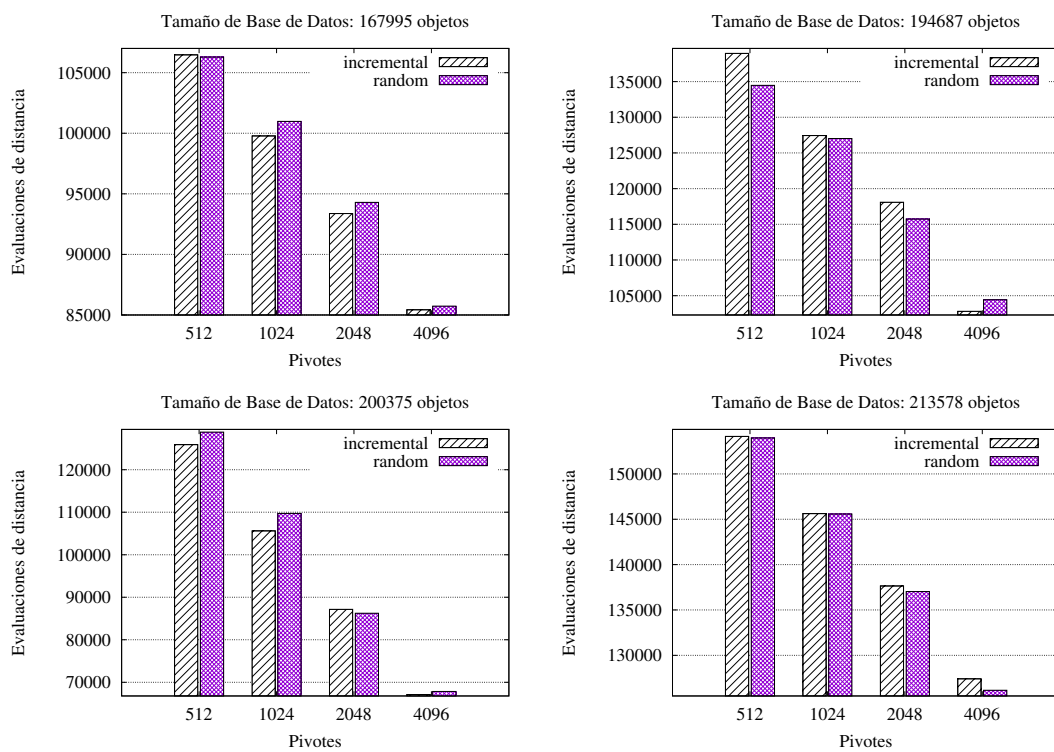 Tamaño de Base de Datos: 167995 objetos
incremental
random
105000
100000
95000
90000
85000
Evaluaciones de distancia
512 1024 2048 4096
Pivotes
Tamaño de Base de Datos: 194687 objetos
incremental
random
135000
130000
125000
120000
115000
110000
105000
Evaluaciones de distancia
512 1024 2048 4096
Pivotes
Tamaño de Base de Datos: 200375 objetos
incremental
random
120000
110000
100000
90000
80000
70000
Evaluaciones de distancia
512 1024 2048 4096
Pivotes
Tamaño de Base de Datos: 213578 objetos
incremental
random
150000
145000
140000
135000
130000
Evaluaciones de distancia
512 1024 2048 4096
Pivotes